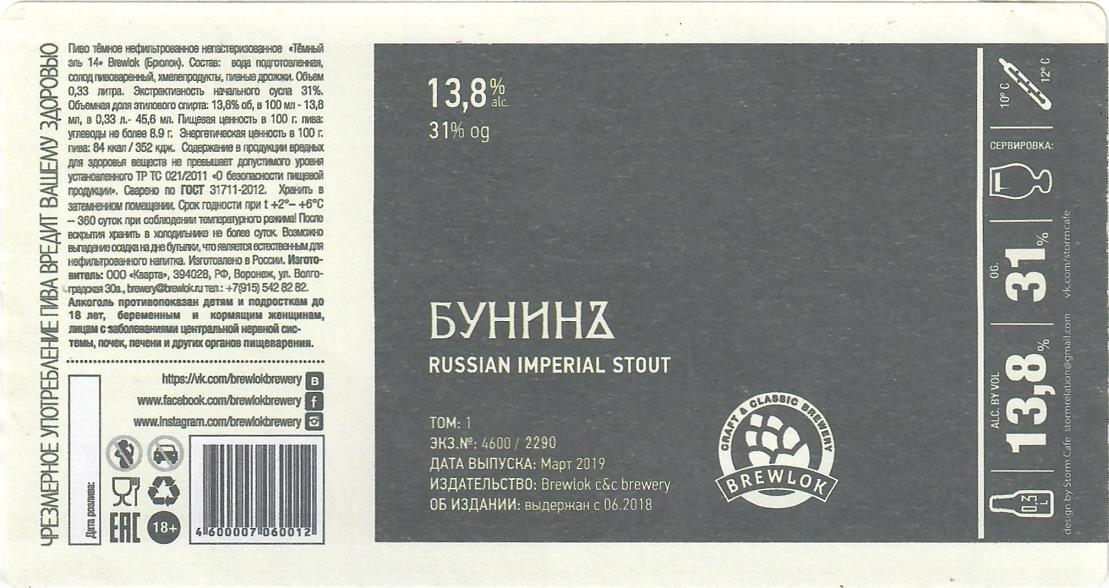 ЧРЕЗМЕРНОЕ УПОТРЕБЛЕНИЕ ПИВА ВРЕДИТ ВАШЕМУ ЗДОРОВЬЮ
Пиво тёмное нефильтрованное непастеризованное «Тёмный
эль 14» Brewlok (Брюлок). Состав: вода подготовленная,
солод пивоваренный, хмелепродукты, пивные дрожжи. Объем
0,33 литра. Экстрактивность начального сусла 31%.
Объемная доля этилового спирта: 13,8% об, в 100 мл - 13,8
мл, в 0,33 л.- 45,6 мл. Пищевая ценность в 100 г. пива:
углеводы не более 8.9 г. Энергетическая ценность в 100 г.
пива: 84 ккал / 352 кдж. Содержание в продукции вредных
для здоровья веществ не превышает допустимого уровня
установленного ТР ТС 021/2011 «О безопасности пищевой
продукции». Сварено по ГОСТ 31711-2012. Хранить в
затемненном помещении. Срок годности при t +2°– +6°C
– 360 суток при соблюдении температурного режима! После
вскрытия хранить в холодильнике не более суток. Возможно
выпадение осадка на дне бутылки, что является естественным для
нефильтрованного напитка. Изготовлено в России. Изгото-
витель: ООО «Кварта», 394028, РФ, Воронеж, ул. Волго-
градская 30а., brewery@brewlok.ru тел.: +7(915) 542 82 82.
Алкоголь противопоказан детям и подросткам до
18 лет, беременным и кормящим женщинам,
лицам с заболеваниями центральной нервной сис-
темы, почек, печени и других органов пищеварения.
https://vk.com/brewlokbrewery B
www.facebook.com/brewlokbrewery f
www.instagram.com/brewlokbrewery
Дата розлива:
EAC
18+
4 600007 060012
13,8% alc.
31% og
БУНИНЪ
RUSSIAN IMPERIAL STOUT
ТОМ: 1
ЭКЗ.№: 4600 / 2290
ДАТА ВЫПУСКА: Март 2019
ИЗДАТЕЛЬСТВО: Brewlok c&c brewery
ОБ ИЗДАНИИ: выдержан с 06.2018
CRAFT & CLASSIC BREWERY
BREWLOK
10° C
12° C
СЕРВИРОВКА:
OG.
31%
ALC. BY VOL
13,8%
0,3 L
design by Storm Cafe stormrelation@gmail.com vk.com/stormcafe